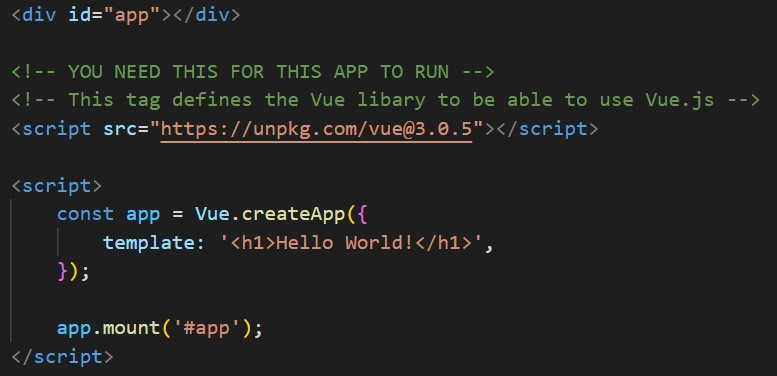 <div id="app"></div>
<!-- YOU NEED THIS FOR THIS APP TO RUN -->
<!-- This tag defines the Vue libary to be able to use Vue.js -->
<script src="https://unpkg.com/vue@3.0.5"></script>
<script>
    const app = Vue.createApp({
        template: '<h1>Hello World!</h1>',
    });
    app.mount('#app');
</script>